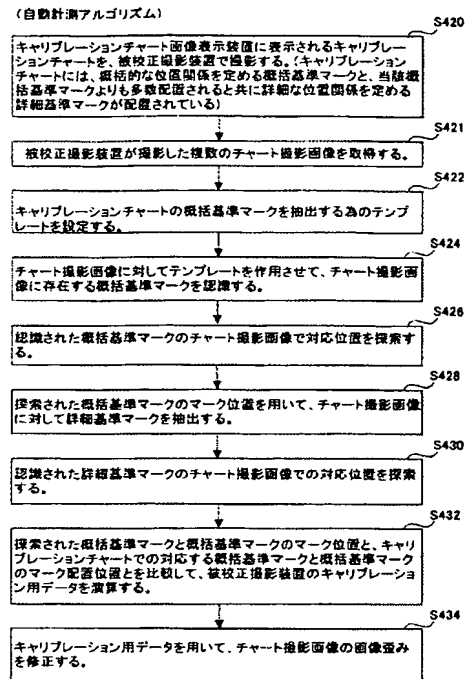 (自動計測アルゴリズム)
S420
キャリブレーションチャート画像表示装置に表示されるキャリブレー
ションチャートを、被校正撮影装置で撮影する。(キャリブレーション
チャートには、概括的な位置関係を定める概括基準マークと、当該概
括基準マークよりも多数配置されると共に詳細な位置関係を定める
詳細基準マークが配置されている)
S421
被校正撮影装置が撮影した複数のチャート撮影画像を取得する。
S422
キャリブレーションチャートの概括基準マークを抽出する為のテンプ
レートを設定する。
S424
チャート撮影画像に対してテンプレートを作用させて、チャート撮影画
像に存在する概括基準マークを認識する。
S426
認識された概括基準マークのチャート撮影画像で対応位置を探索す
る。
S428
探索された概括基準マークのマーク位置を用いて、チャート撮影画像
に対して詳細基準マークを抽出する。
S430
認識された詳細基準マークのチャート撮影画像での対応位置を探索
する。
S432
探索された概括基準マークと概括基準マークのマーク位置と、キャリ
ブレーションチャートでの対応する概括基準マークと概括基準マーク
のマーク配置位置とを比較して、被校正撮影装置のキャリブレーショ
ン用データを演算する。
S434
キャリブレーション用データを用いて、チャート撮影画像の画像歪み
を修正する。